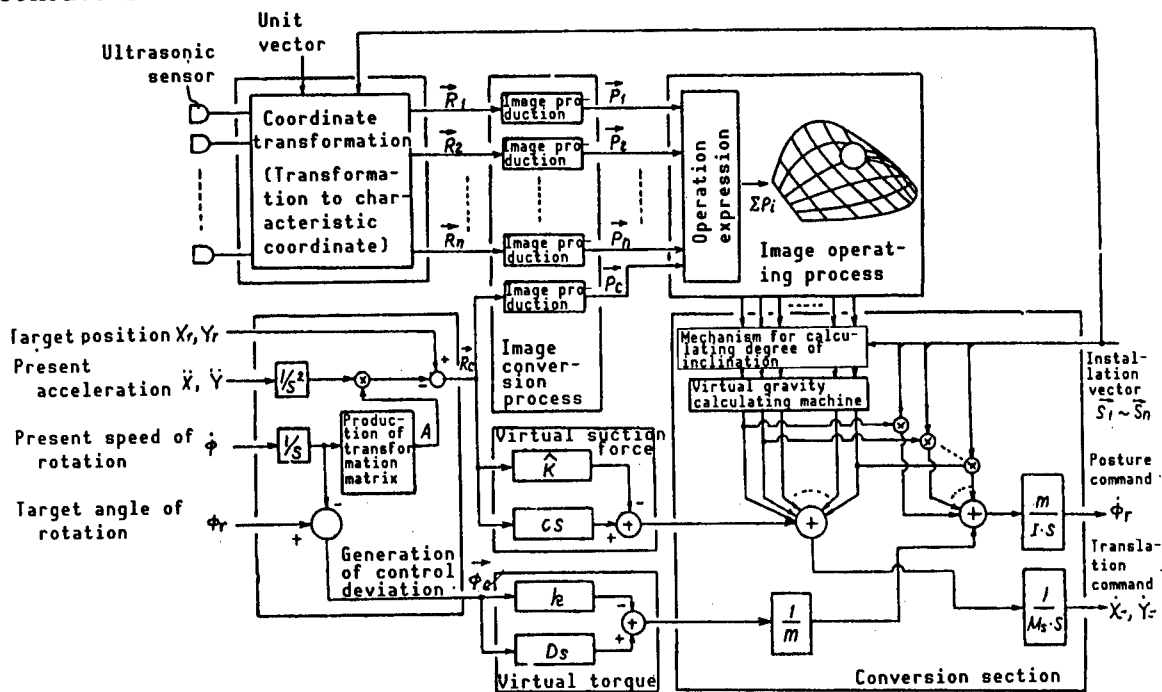 Unit
vector
Ultrasonic
sensor
Coordinate
transformation
(Transforma-
tion to char-
acteristic
coordinate)
R1
R2
Rn
Image pro-
duction
Image pro-
duction
Image pro-
duction
Image pro-
duction
P1
P2
Pn
Pc
Operation
expression
ΣPi
Image operat-
ing process
Target position Xr, Yr
Present
acceleration Ẍ, Ÿ
1/S²
Present speed of
rotation
φ̇
1/S
Produc-
tion of
transfor
mation
matrix
A
Target angle of
rotation
φr
+
-
+
-
Generation
of control
deviation
Rc
Image
conver-
sion
process
Virtual suction
force
K̂
CS
-
+
φe
k
Ds
-
+
Virtual torque
Mechanism for calcu-
lating degree of
inclination
Virtual gravity
calculating machine
+
+
1
m
m
I·S
1
Ms·S
Instal-
lation
vector
S1 ~ Sn
Posture
command
φ̇r
Transla-
tion
command
Conversion section